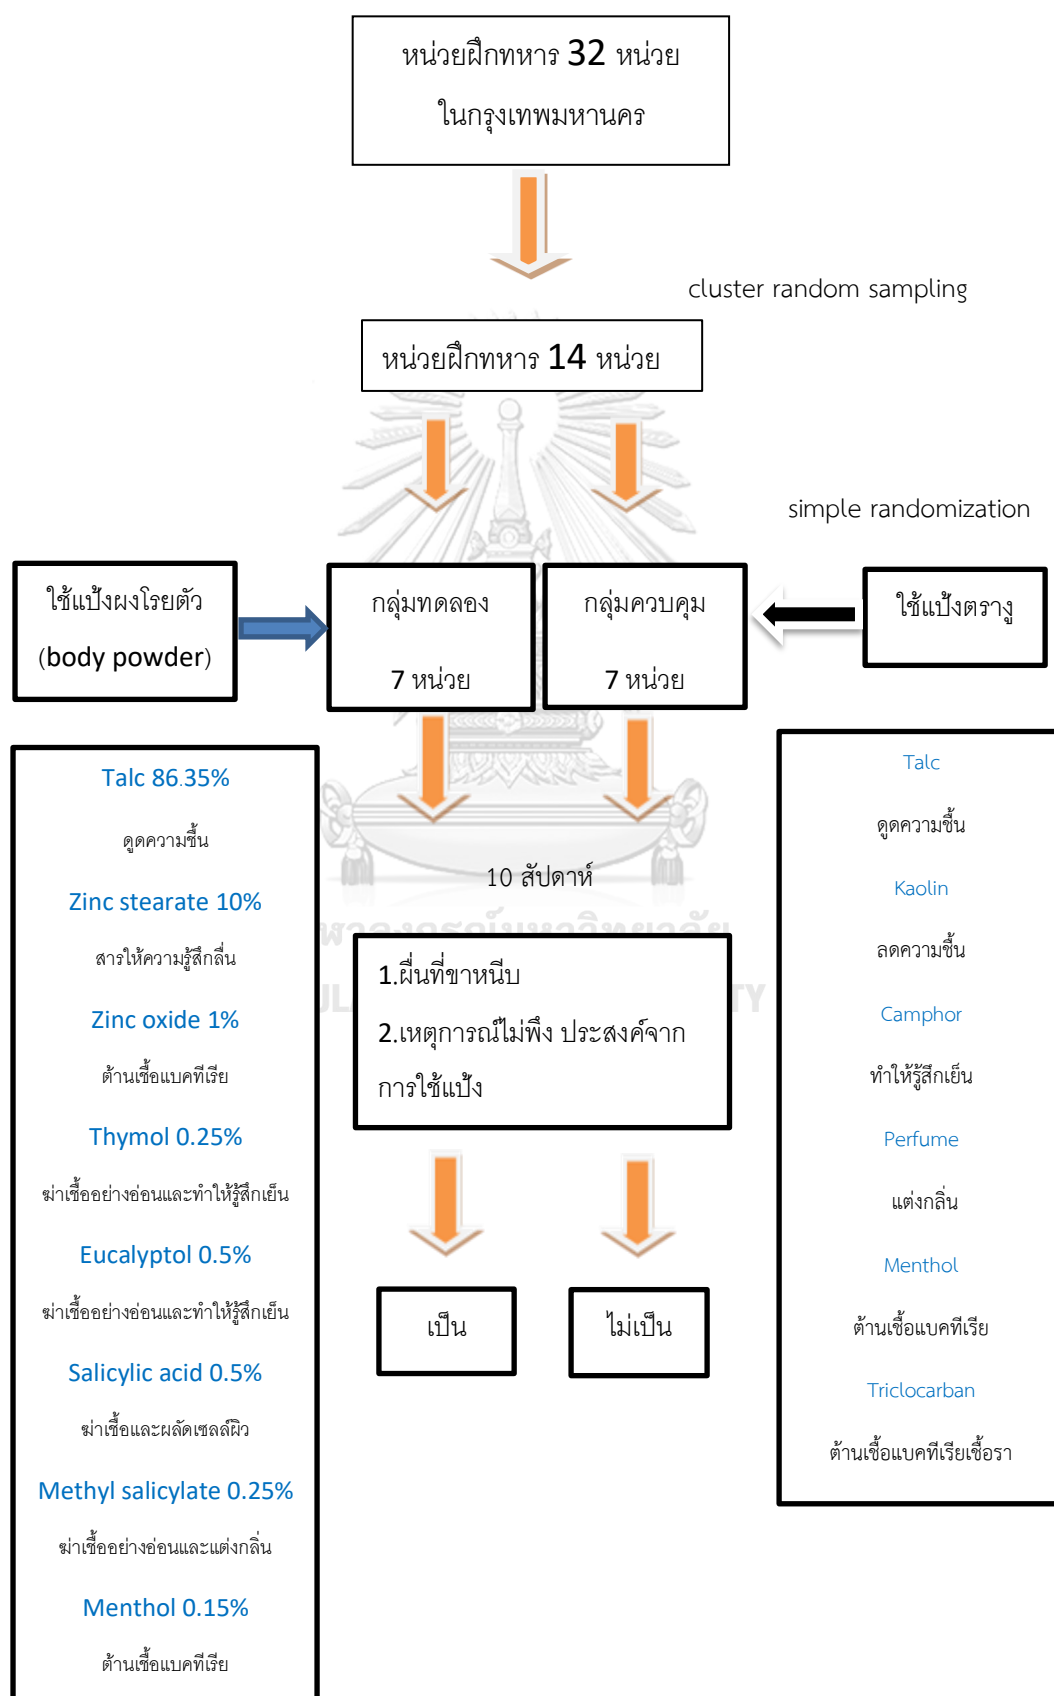 หน่วยฝึกทหาร 32 หน่วย
ในกรุงเทพมหานคร
cluster random sampling
หน่วยฝึกทหาร 14 หน่วย
simple randomization
ใช้แป้งผงโรยตัว
(body powder)
กลุ่มทดลอง
7 หน่วย
กลุ่มควบคุม
7 หน่วย
ใช้แป้งตรางู
Talc 86.35%
ดูดความชื้น
Zinc stearate 10%
สารให้ความรู้สึกลื่น
Zinc oxide 1%
ต้านเชื้อแบคทีเรีย
Thymol 0.25%
ฆ่าเชื้ออย่างอ่อนและทำให้รู้สึกเย็น
Eucalyptol 0.5%
ฆ่าเชื้ออย่างอ่อนและทำให้รู้สึกเย็น
Salicylic acid 0.5%
ฆ่าเชื้อและผลัดเซลล์ผิว
Methyl salicylate 0.25%
ฆ่าเชื้ออย่างอ่อนและแต่งกลิ่น
Menthol 0.15%
ต้านเชื้อแบคทีเรีย
10 สัปดาห์
1.ผื่นที่ขาหนีบ
2.เหตุการณ์ไม่พึง ประสงค์จาก
การใช้แป้ง
เป็น
ไม่เป็น
Talc
ดูดความชื้น
Kaolin
ลดความชื้น
Camphor
ทำให้รู้สึกเย็น
Perfume
แต่งกลิ่น
Menthol
ต้านเชื้อแบคทีเรีย
Triclocarban
ต้านเชื้อแบคทีเรียเชื้อรา